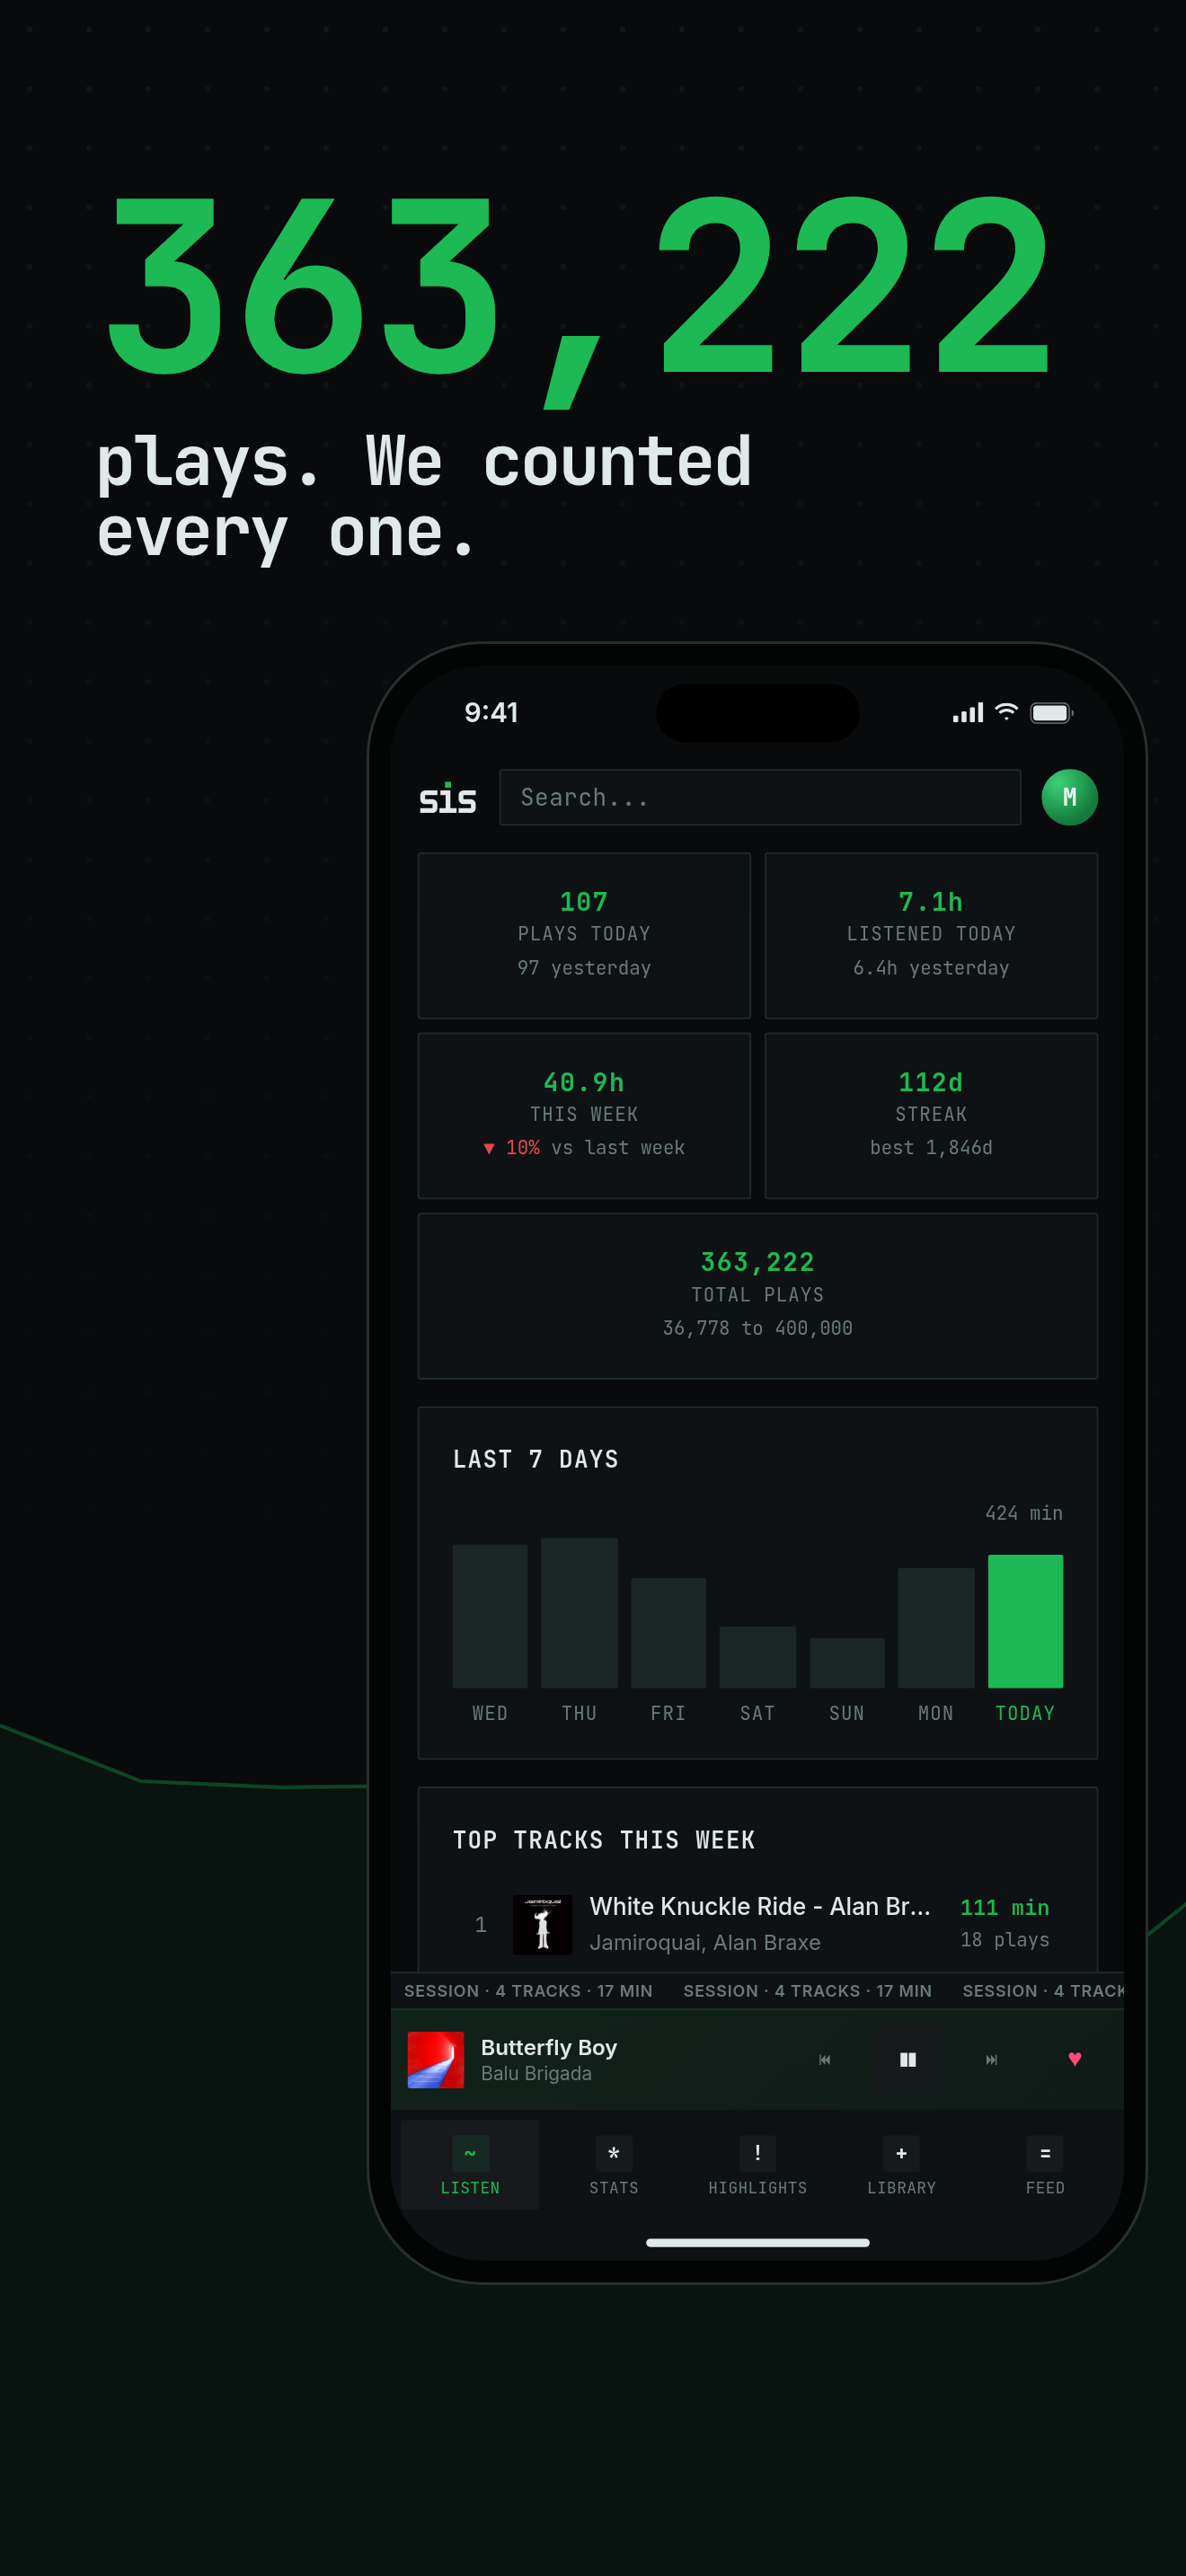 363,222
plays. We counted
every one.
9:41
sis
Search...
M
107
PLAYS TODAY
97 yesterday
7.1h
LISTENED TODAY
6.4h yesterday
40.9h
THIS WEEK
▼ 10% vs last week
112d
STREAK
best 1,846d
363,222
TOTAL PLAYS
36,778 to 400,000
LAST 7 DAYS
424 min
WED THU FRI SAT SUN MON TODAY
TOP TRACKS THIS WEEK
1
Jamiroquai
White Knuckle Ride - Alan Br...
111 min
Jamiroquai, Alan Braxe
18 plays
SESSION · 4 TRACKS · 17 MIN SESSION · 4 TRACKS · 17 MIN SESSION · 4 TRACK
Butterfly Boy
Balu Brigada
~ * ! + =
LISTEN STATS HIGHLIGHTS LIBRARY FEED